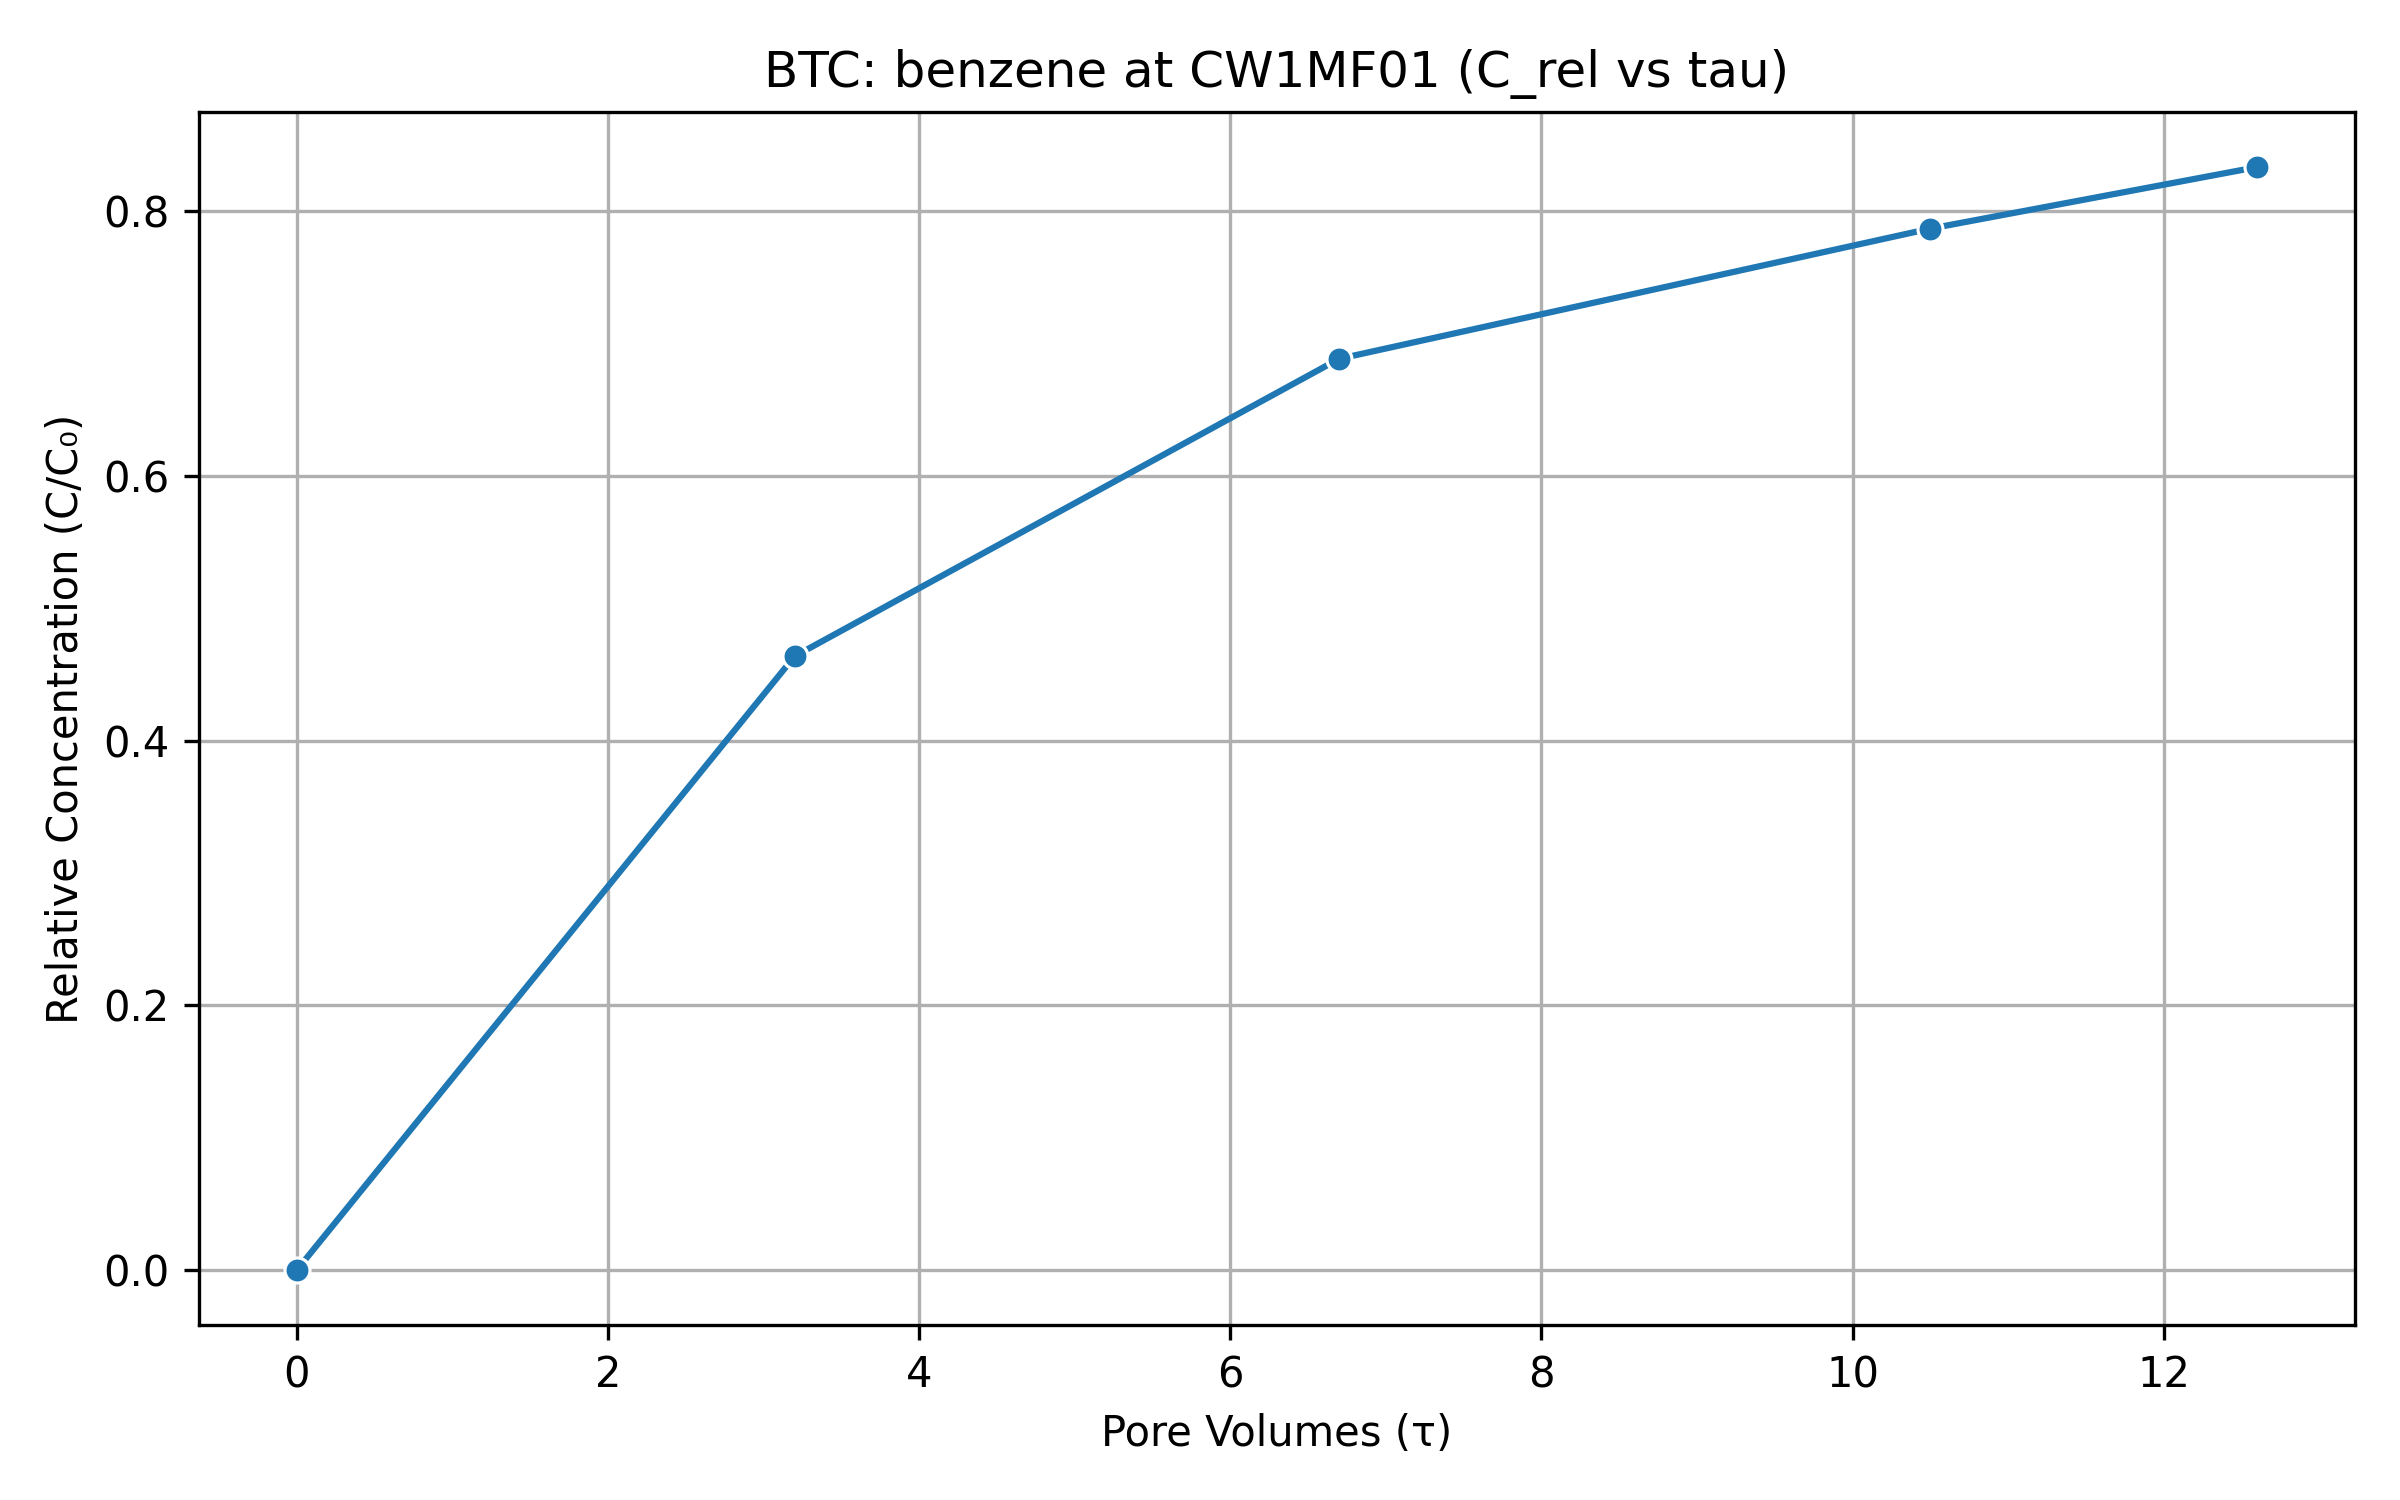 BTC: benzene at CW1MF01 (C_rel vs tau)
Relative Concentration (C/C₀)
0.8
0.6
0.4
0.2
0.0
0 2 4 6 8 10 12
Pore Volumes (τ)